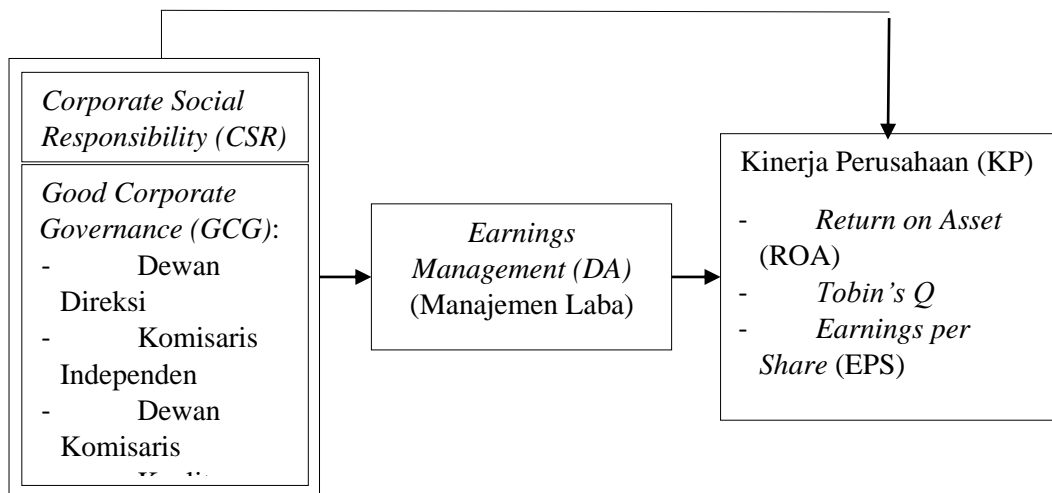 Corporate Social
Responsibility (CSR)
Good Corporate
Governance (GCG):
- Dewan
Direksi
- Komisaris
Independen
- Dewan
Komisaris
Earnings
Management (DA)
(Manajemen Laba)
Kinerja Perusahaan (KP)
- Return on Asset
(ROA)
- Tobin’s Q
- Earnings per
Share (EPS)